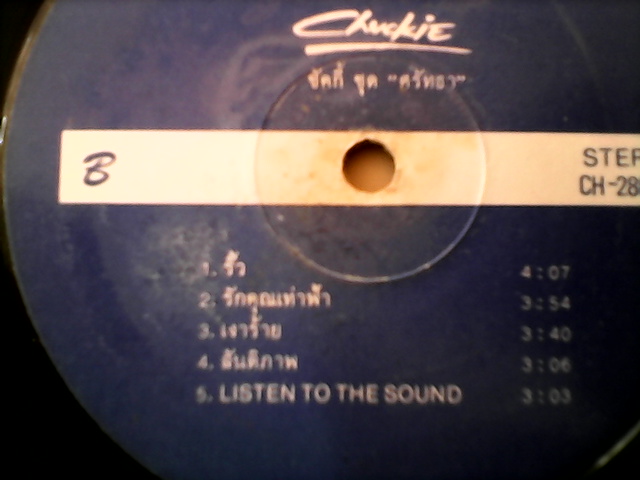 Chuckie
ชัคกี้ ชุด "ศรัทธา"
B
STER
CH-28
1. รั้ว 4:07
2. รักคุณเท่าฟ้า 3:54
3. เงาร้าย 3:40
4. สันติภาพ 3:06
5. LISTEN TO THE SOUND 3:03